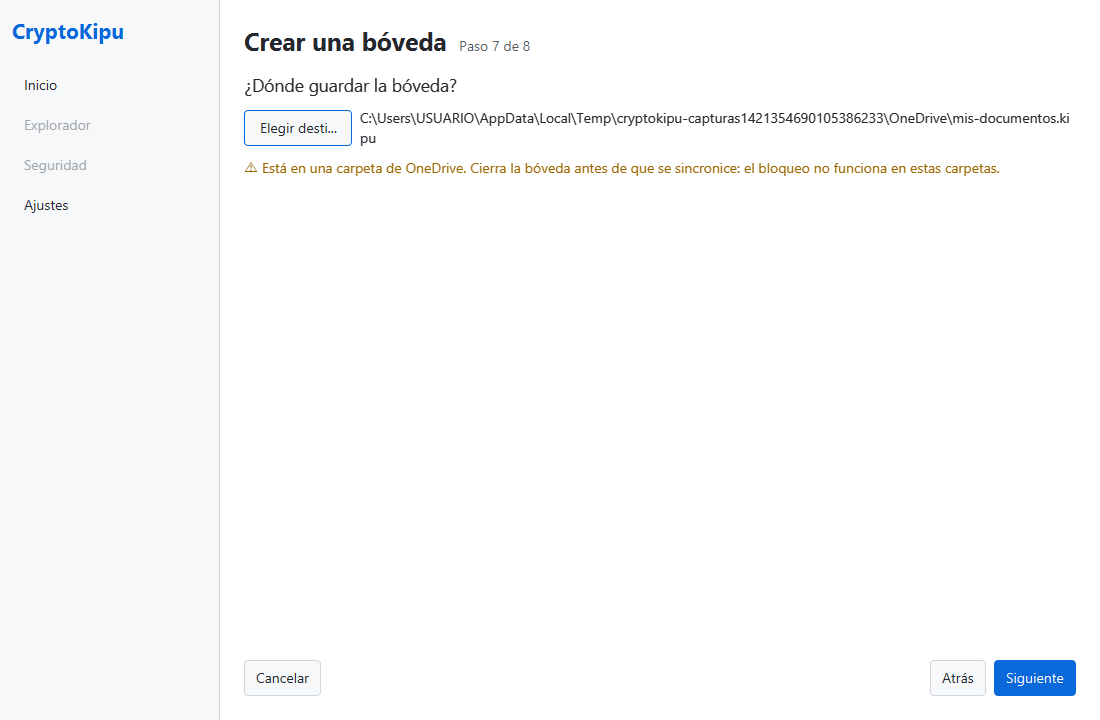 CryptoKipu
Inicio
Explorador
Seguridad
Ajustes
Crear una bóveda
Paso 7 de 8
¿Dónde guardar la bóveda?
Elegir desti...
C:\Users\USUARIO\AppData\Local\Temp\cryptokipu-capturas1421354690105386233\OneDrive\mis-documentos.ki
pu
⚠ Está en una carpeta de OneDrive. Cierra la bóveda antes de que se sincronice: el bloqueo no funciona en estas carpetas.
Cancelar
Atrás
Siguiente